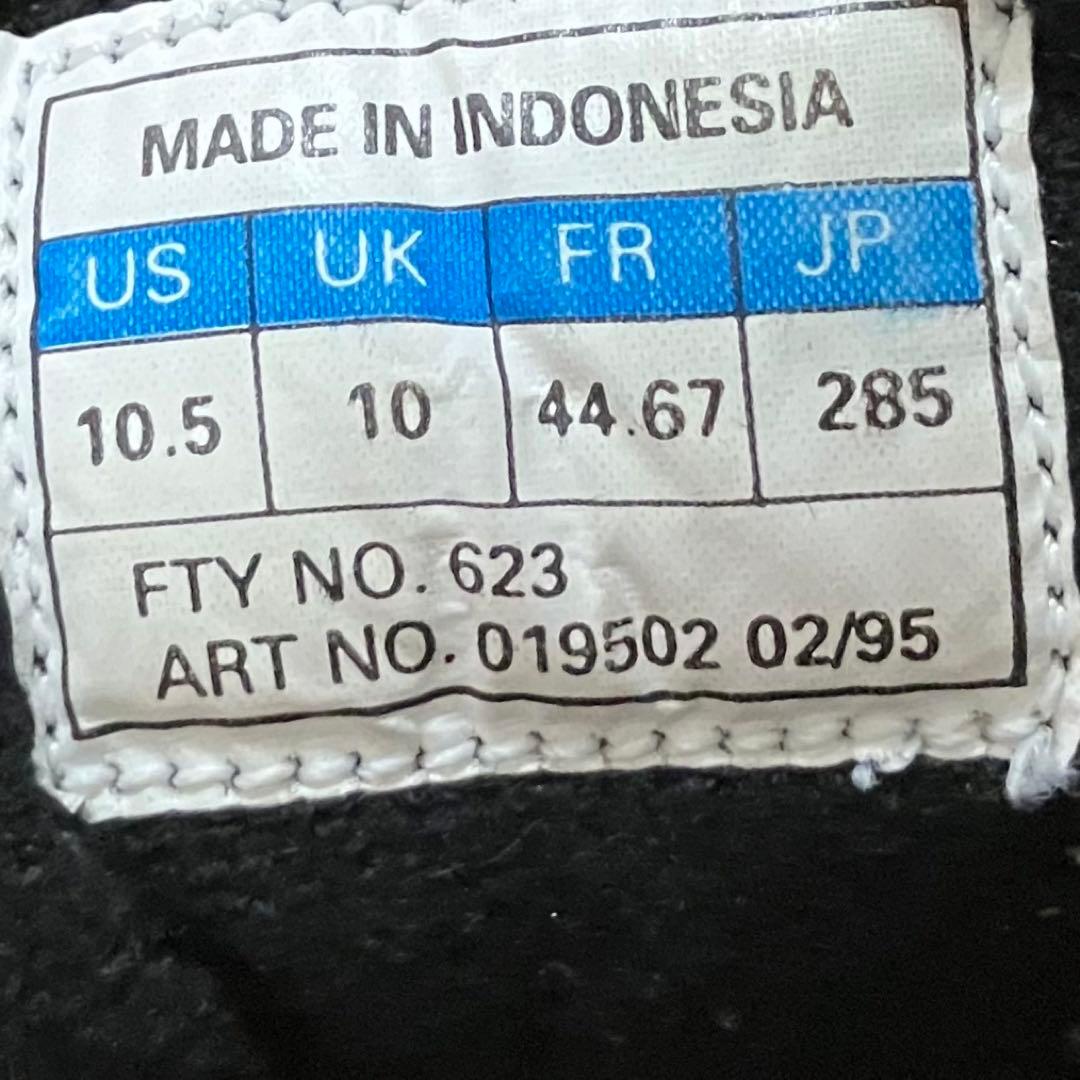 MADE IN INDONESIA
US UK FR JP
10.5 10 44.67 285
FTY NO. 623
ART NO. 019502 02/95